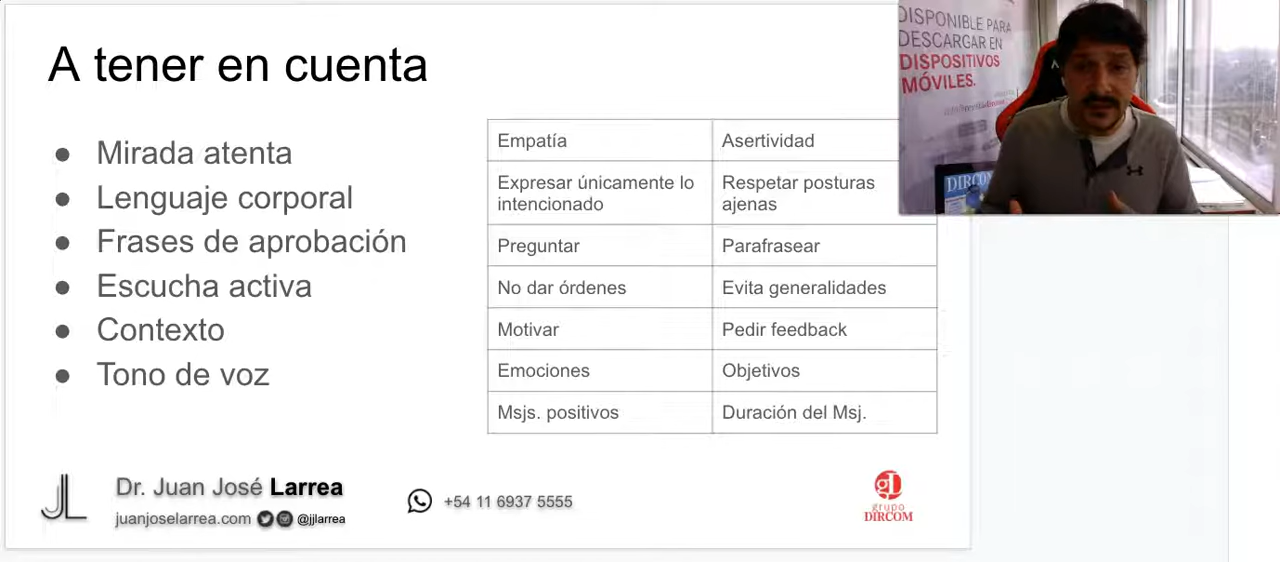 A tener en cuenta
● Mirada atenta
● Lenguaje corporal
● Frases de aprobación
● Escucha activa
● Contexto
● Tono de voz
Empatía Asertividad
Expresar únicamente lo intencionado Respetar posturas ajenas
Preguntar Parafrasear
No dar órdenes Evita generalidades
Motivar Pedir feedback
Emociones Objetivos
Msjs. positivos Duración del Msj.
DISPONIBLE PARA
DESCARGAR EN
DISPOSITIVOS
MÓVILES.
DIRCOM
JL
Dr. Juan José Larrea
juanjoselarrea.com @jjlarrea
+54 11 6937 5555
grupo
DIRCOM